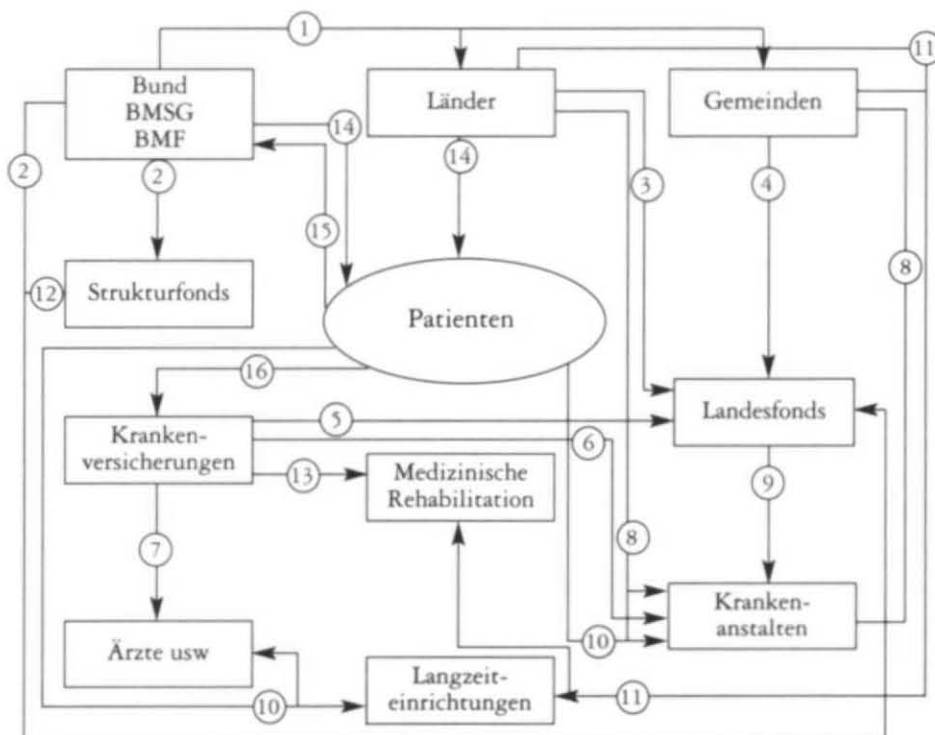 1
11
Bund
BMSG
BMF
Länder
Gemeinden
14
14
2
2
3
4
15
8
12
Strukturfonds
Patienten
16
Landesfonds
5
Kranken-
versicherungen
6
13
Medizinische
Rehabilitation
9
7
8
Kranken-
anstalten
10
Ärzte usw
Langzeit-
einrichtungen
10
11